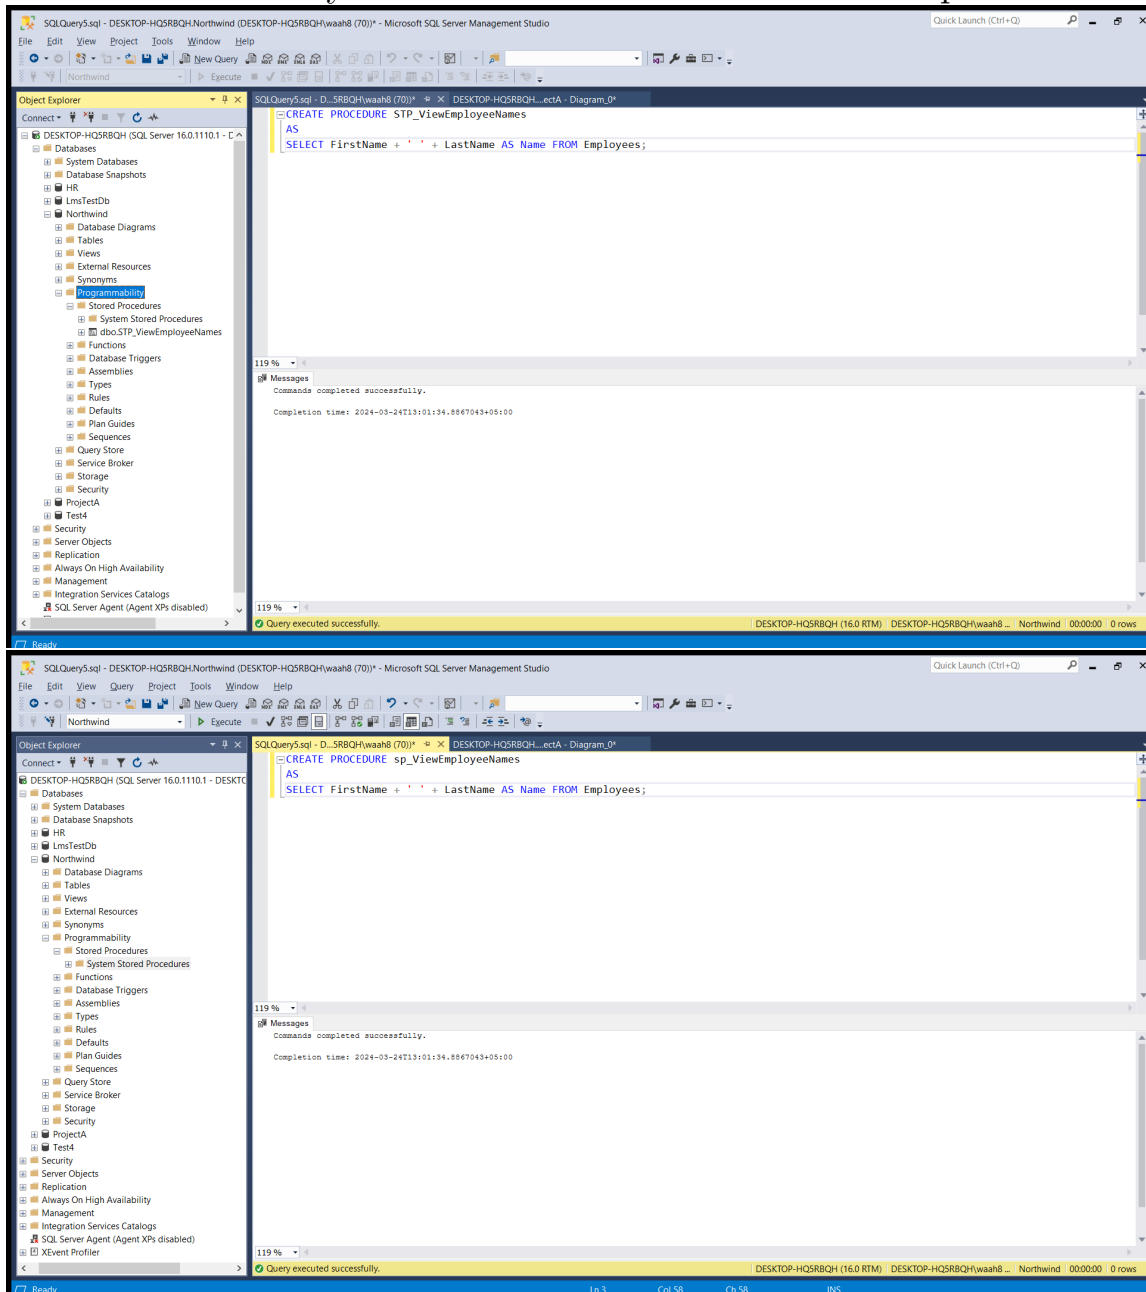 SQLQuery5.sql - DESKTOP-HQ5RBQH.Northwind (DESKTOP-HQ5RBQH\waah8 (70))* - Microsoft SQL Server Management Studio
Quick Launch (Ctrl+Q)
File Edit View Project Tools Window Help
New Query
Northwind Execute
Object Explorer
SQLQuery5.sql - D...5RBQH\waah8 (70))* DESKTOP-HQ5RBQH....ectA - Diagram_0*
Connect
DESKTOP-HQ5RBQH (SQL Server 16.0.1110.1 - D
Databases
System Databases
Database Snapshots
HR
LmsTestDb
Northwind
Database Diagrams
Tables
Views
External Resources
Synonyms
Programmability
Stored Procedures
System Stored Procedures
dbo.STP_ViewEmployeeNames
Functions
Database Triggers
Assemblies
Types
Rules
Defaults
Plan Guides
Sequences
Query Store
Service Broker
Storage
Security
ProjectA
Test4
Security
Server Objects
Replication
Always On High Availability
Management
Integration Services Catalogs
SQL Server Agent (Agent XPs disabled)
CREATE PROCEDURE STP_ViewEmployeeNames
AS
SELECT FirstName + ' ' + LastName AS Name FROM Employees;
119 %
Messages
Commands completed successfully.
Completion time: 2024-03-24T13:01:34.8867043+05:00
119 %
Query executed successfully. DESKTOP-HQ5RBQH (16.0 RTM) DESKTOP-HQ5RBQH\waah8 ... Northwind 00:00:00 0 rows
Ready
SQLQuery5.sql - DESKTOP-HQ5RBQH.Northwind (DESKTOP-HQ5RBQH\waah8 (70))* - Microsoft SQL Server Management Studio
Quick Launch (Ctrl+Q)
File Edit View Query Project Tools Window Help
New Query
Northwind Execute
Object Explorer
SQLQuery5.sql - D...5RBQH\waah8 (70))* DESKTOP-HQ5RBQH....ectA - Diagram_0*
Connect
DESKTOP-HQ5RBQH (SQL Server 16.0.1110.1 - DESKTC
Databases
System Databases
Database Snapshots
HR
LmsTestDb
Northwind
Database Diagrams
Tables
Views
External Resources
Synonyms
Programmability
Stored Procedures
System Stored Procedures
Functions
Database Triggers
Assemblies
Types
Rules
Defaults
Plan Guides
Sequences
Query Store
Service Broker
Storage
Security
ProjectA
Test4
Security
Server Objects
Replication
Always On High Availability
Management
Integration Services Catalogs
SQL Server Agent (Agent XPs disabled)
XEvent Profiler
CREATE PROCEDURE sp_ViewEmployeeNames
AS
SELECT FirstName + ' ' + LastName AS Name FROM Employees;
119 %
Messages
Commands completed successfully.
Completion time: 2024-03-24T13:01:34.8867043+05:00
119 %
Query executed successfully. DESKTOP-HQ5RBQH (16.0 RTM) DESKTOP-HQ5RBQH\waah8 ... Northwind 00:00:00 0 rows
Ready Ln 3 Col 58 Ch 58 INS